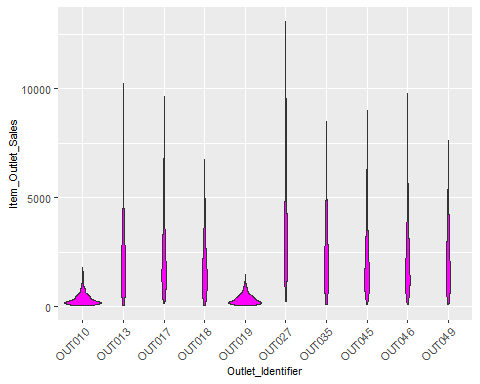 Item_Outlet_Sales
10000
5000
0
OUT010 OUT013 OUT017 OUT018 OUT019 OUT027 OUT035 OUT045 OUT046 OUT049
Outlet_Identifier